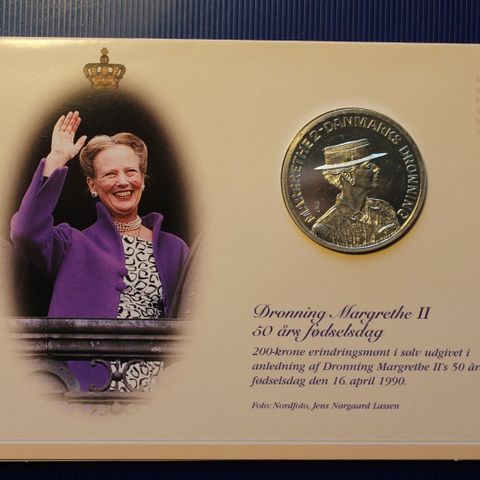 MARGRETHE 2·DANMARKS DRONNING
Dronning Margrethe II
50 års fødselsdag
200-krone erindringsmønt i sølv udgivet i
anledning af Dronning Margrethe II's 50 års
fødselsdag den 16. april 1990.
Foto: Nordfoto, Jens Nørgaard Lassen